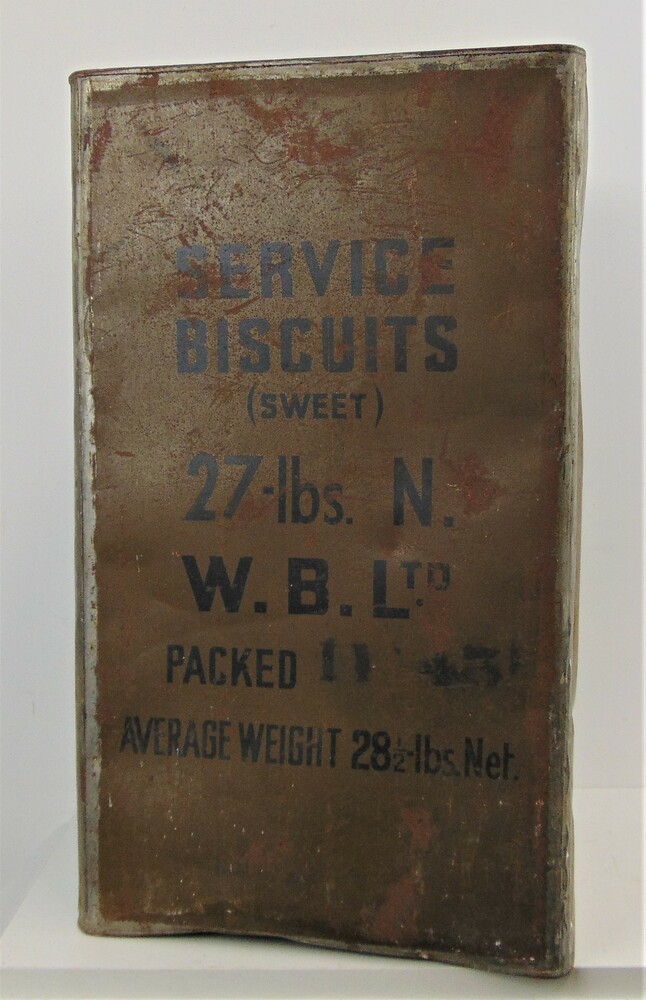 SERVICE
BISCUITS
(SWEET)
27-lbs. N.
W. B. LTD.
PACKED
AVERAGE WEIGHT 28½-lbs. Net.